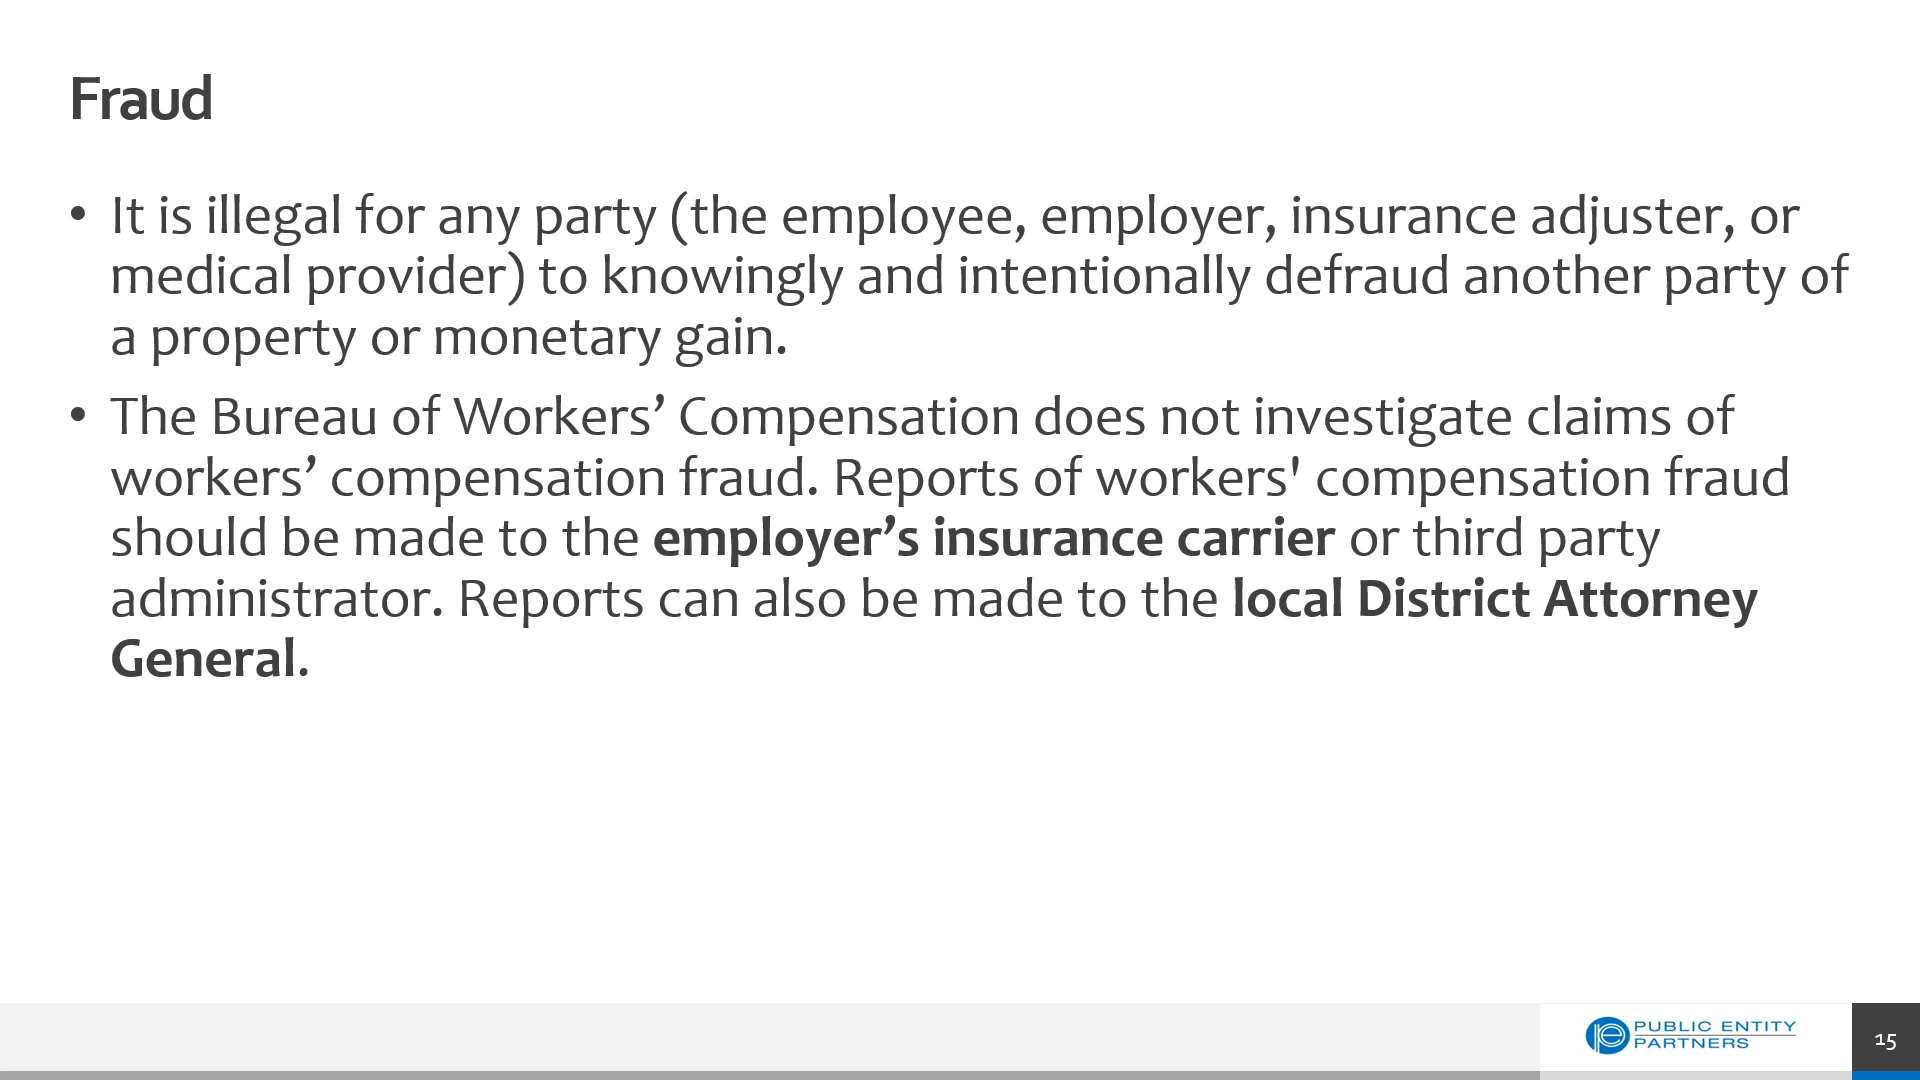 Fraud
• It is illegal for any party (the employee, employer, insurance adjuster, or
medical provider) to knowingly and intentionally defraud another party of
a property or monetary gain.
• The Bureau of Workers’ Compensation does not investigate claims of
workers’ compensation fraud. Reports of workers' compensation fraud
should be made to the employer’s insurance carrier or third party
administrator. Reports can also be made to the local District Attorney
General.
pe PUBLIC ENTITY
PARTNERS
15